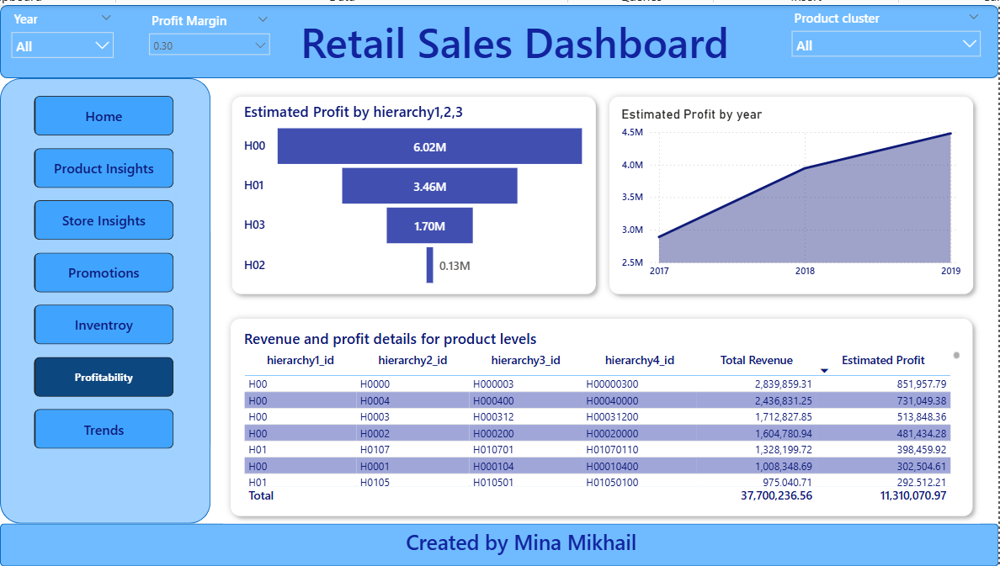 Year
All
Profit Margin
0.30
Retail Sales Dashboard
Product cluster
All
Home
Product Insights
Store Insights
Promotions
Inventroy
Profitability
Trends
Estimated Profit by hierarchy1,2,3
H00 6.02M
H01 3.46M
H03 1.70M
H02 0.13M
Estimated Profit by year
4.5M
4.0M
3.5M
3.0M
2.5M
2017 2018 2019
Revenue and profit details for product levels
hierarchy1_id hierarchy2_id hierarchy3_id hierarchy4_id Total Revenue Estimated Profit
H00 H0000 H000003 H00000300 2,839,859.31 851,957.79
H00 H0004 H000400 H00040000 2,436,831.25 731,049.38
H00 H0003 H000312 H00031200 1,712,827.85 513,848.36
H00 H0002 H000200 H00020000 1,604,780.94 481,434.28
H01 H0107 H010701 H01070110 1,328,199.72 398,459.92
H00 H0001 H000104 H00010400 1,008,348.69 302,504.61
H01 H0105 H010501 H01050100 975,040.71 292,512.21
Total 37,700,236.56 11,310,070.97
Created by Mina Mikhail